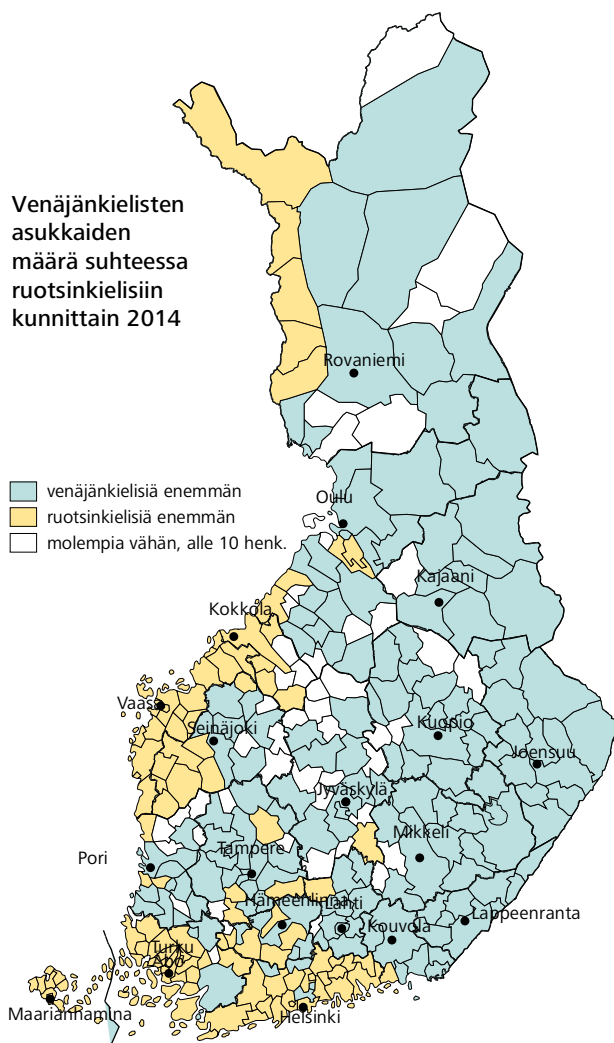 Venäjänkielisten
asukkaiden
määrä suhteessa
ruotsinkielisiin
kunnittain 2014
Rovaniemi
venäjänkielisiä enemmän
ruotsinkielisiä enemmän
molempia vähän, alle 10 henk.
Oulu
Kajaani
Kokkola
Vaasa
Seinäjoki
Kuopio
Joensuu
Jyväskylä
Mikkeli
Pori
Tampere
Hämeenlinna
Lahti
Kouvola
Lappeenranta
Turku
Åbo
Maarianhamina
Helsinki